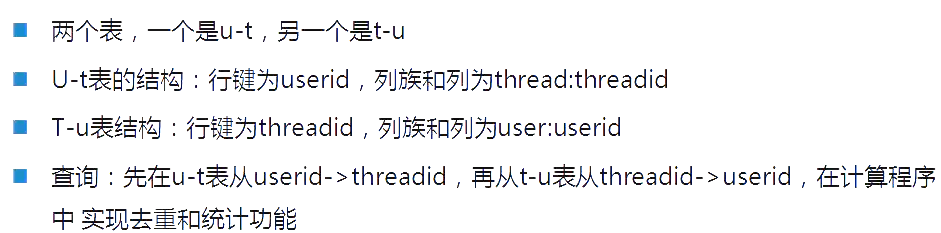 两个表，一个是u-t，另一个是t-u
U-t表的结构：行键为userid，列族和列为thread:threadid
T-u表结构：行键为threadid，列族和列为user:userid
查询：先在u-t表从userid->threadid，再从t-u表从threadid->userid，在计算程序
中 实现去重和统计功能